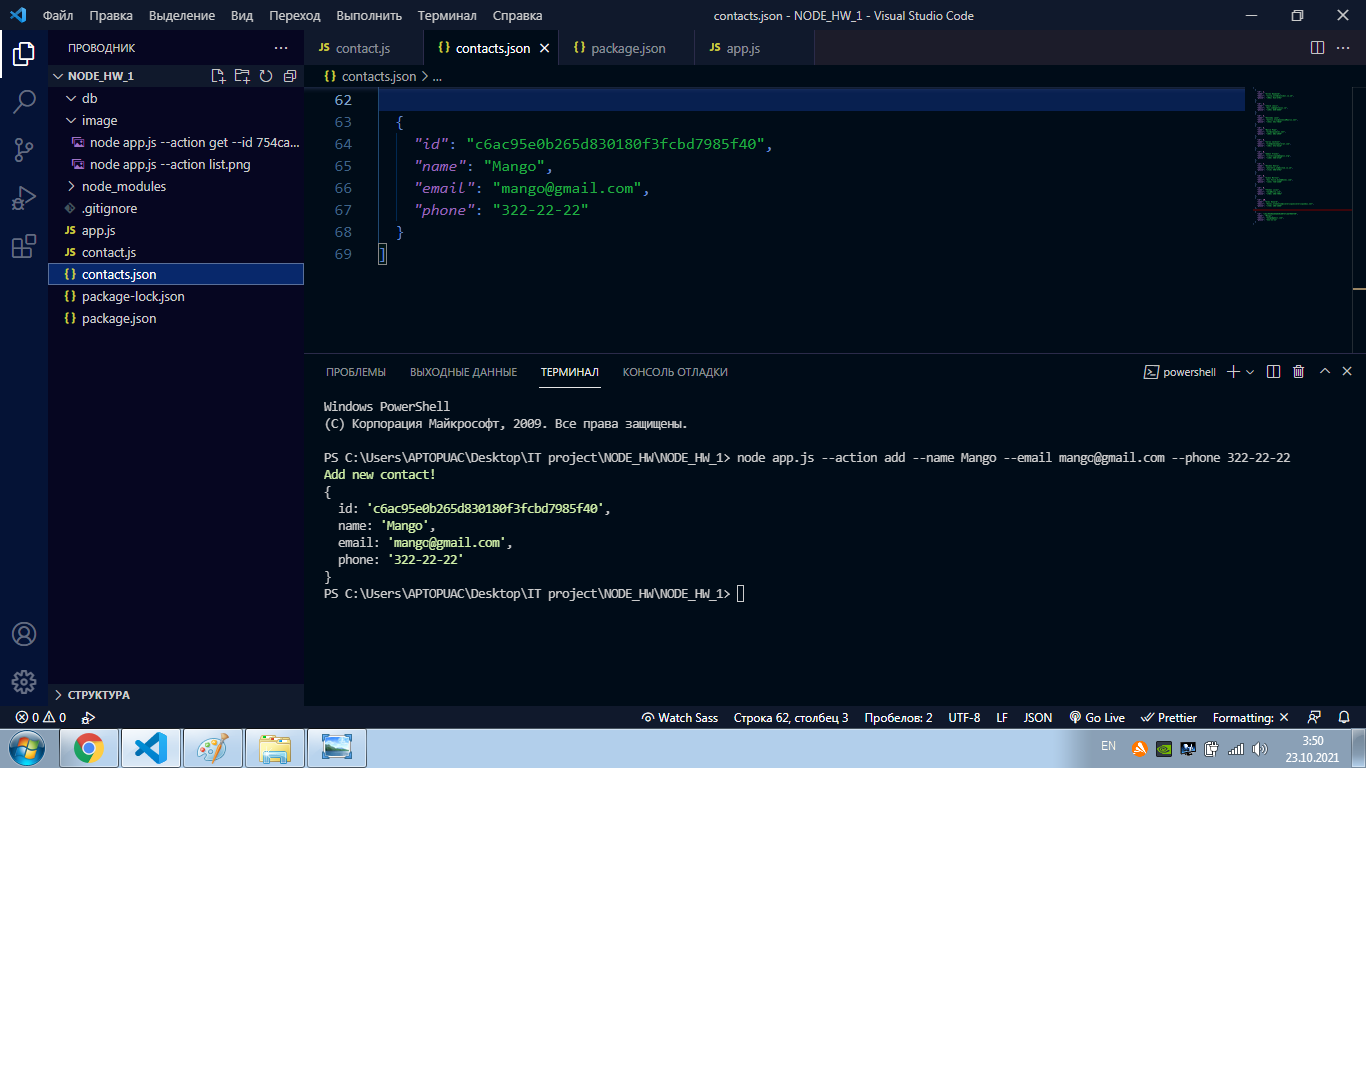 Файл Правка Выделение Вид Переход Выполнить Терминал Справка contacts.json - NODE_HW_1 - Visual Studio Code
ПРОВОДНИК
NODE_HW_1
db
image
node app.js --action get --id 754ca...
node app.js --action list.png
node_modules
.gitignore
JS app.js
JS contact.js
{} contacts.json
{} package-lock.json
{} package.json
СТРУКТУРА
JS contact.js {} contacts.json {} package.json JS app.js
{} contacts.json > ...
62
63 {
64 "id": "c6ac95e0b265d830180f3fcbd7985f40",
65 "name": "Mango",
66 "email": "mango@gmail.com",
67 "phone": "322-22-22"
68 }
69 ]
ПРОБЛЕМЫ ВЫХОДНЫЕ ДАННЫЕ ТЕРМИНАЛ КОНСОЛЬ ОТЛАДКИ powershell
Windows PowerShell
(C) Корпорация Майкрософт, 2009. Все права защищены.
PS C:\Users\APTOPUAC\Desktop\IT project\NODE_HW\NODE_HW_1> node app.js --action add --name Mango --email mango@gmail.com --phone 322-22-22
Add new contact!
{
id: 'c6ac95e0b265d830180f3fcbd7985f40',
name: 'Mango',
email: 'mango@gmail.com',
phone: '322-22-22'
}
PS C:\Users\APTOPUAC\Desktop\IT project\NODE_HW\NODE_HW_1>
0 0 Watch Sass Строка 62, столбец 3 Пробелов: 2 UTF-8 LF JSON Go Live Prettier Formatting: ✕
EN 3:50
23.10.2021